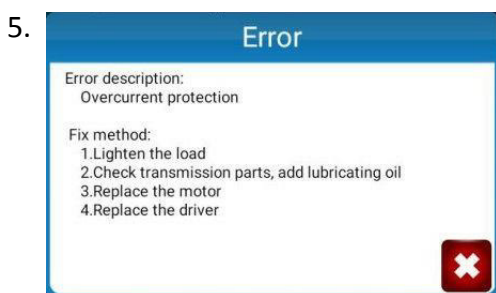 5.
Error
Error description:
Overcurrent protection
Fix method:
1.Lighten the load
2.Check transmission parts, add lubricating oil
3.Replace the motor
4.Replace the driver